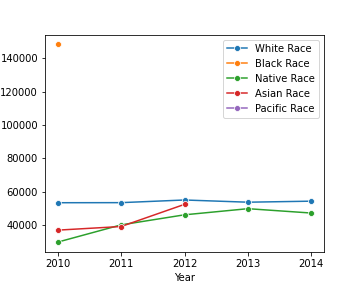 White Race
Black Race
Native Race
Asian Race
Pacific Race
140000
120000
100000
80000
60000
40000
2010 2011 2012 2013 2014
Year